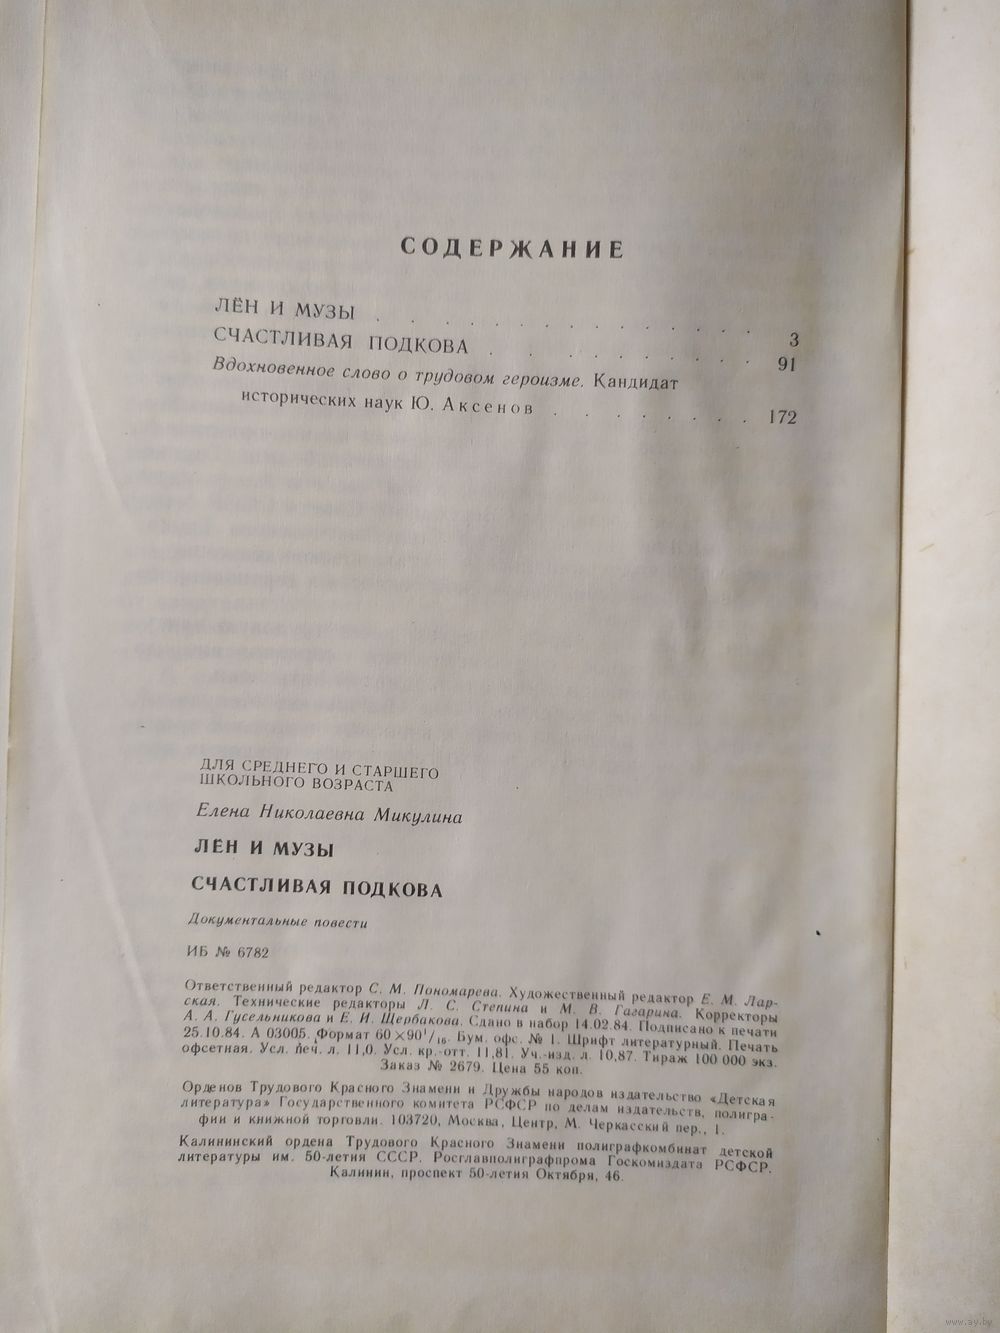 СОДЕРЖАНИЕ
ЛЁН И МУЗЫ . . . . . . . . . . . . 3
СЧАСТЛИВАЯ ПОДКОВА . . . . . . . . 91
Вдохновенное слово о трудовом героизме. Кандидат
исторических наук Ю. Аксенов . . . . . . . 172
ДЛЯ СРЕДНЕГО И СТАРШЕГО
ШКОЛЬНОГО ВОЗРАСТА
Елена Николаевна Микулина
ЛЁН И МУЗЫ
СЧАСТЛИВАЯ ПОДКОВА
Документальные повести
ИБ № 6782
Ответственный редактор С. М. Пономарева. Художественный редактор Е. М. Лар-
ская. Технические редакторы Л. С. Степина и М. В. Гагарина. Корректоры
А. А. Гусельникова и Е. И. Щербакова. Сдано в набор 14.02.84. Подписано к печати
25.10.84. А 03005. Формат 60×90¹/₁₆. Бум. офс. № 1. Шрифт литературный. Печать
офсетная. Усл. печ. л. 11,0. Усл. кр.-отт. 11,81. Уч.-изд. л. 10,87. Тираж 100 000 экз.
Заказ № 2679. Цена 55 коп.
Орденов Трудового Красного Знамени и Дружбы народов издательство «Детская
литература» Государственного комитета РСФСР по делам издательств, полигра-
фии и книжной торговли. 103720, Москва, Центр, М. Черкасский пер., 1.
Калининский ордена Трудового Красного Знамени полиграфкомбинат детской
литературы им. 50-летия СССР. Росглавполиграфпрома Госкомиздата РСФСР.
Калинин, проспект 50-летия Октября, 46.
www.ay.by